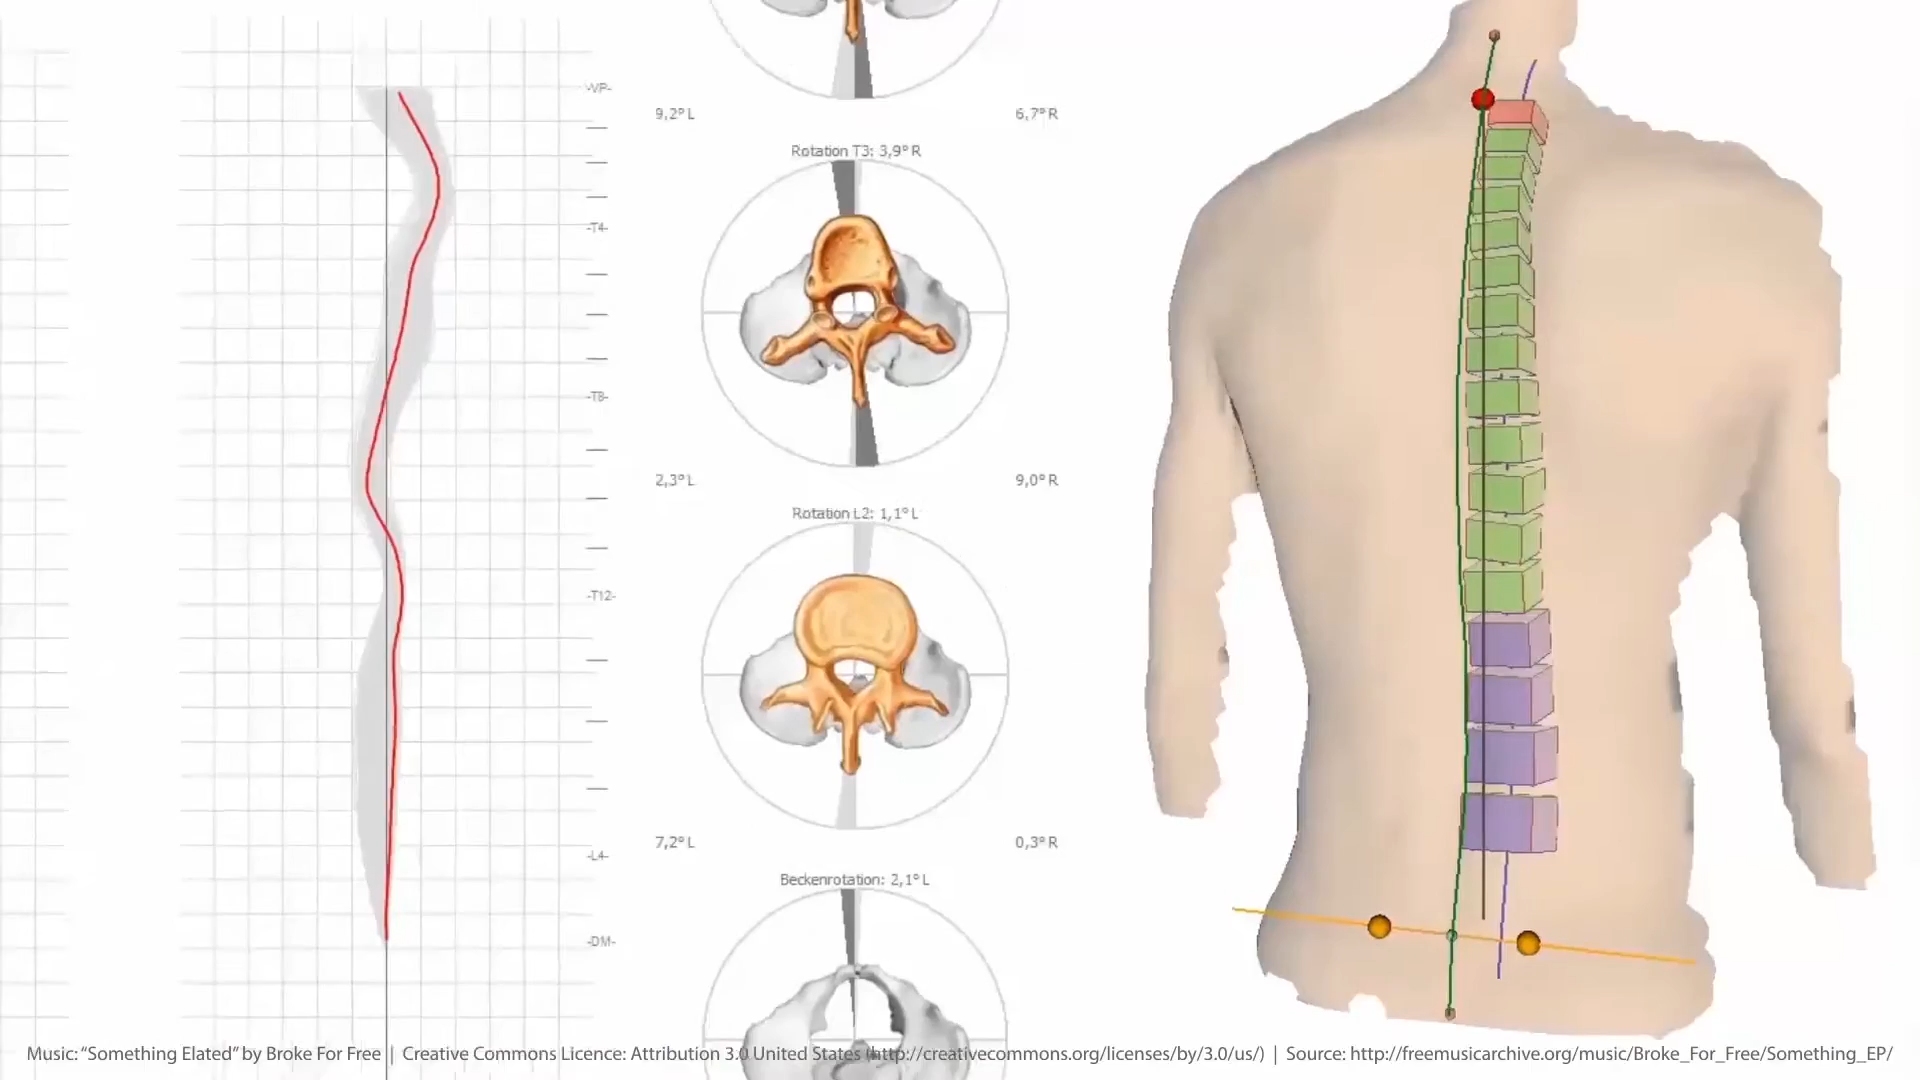 -VP-
-T4-
-T8-
-T12-
-L4-
-DM-
9,2° L
6,7° R
Rotation T3: 3,9° R
2,3° L
9,0° R
Rotation L2: 1,1° L
7,2° L
0,3° R
Beckenrotation: 2,1° L
Music: “Something Elated” by Broke For Free | Creative Commons Licence: Attribution 3.0 United States (http://creativecommons.org/licenses/by/3.0/us/) | Source: http://freemusicarchive.org/music/Broke_For_Free/Something_EP/